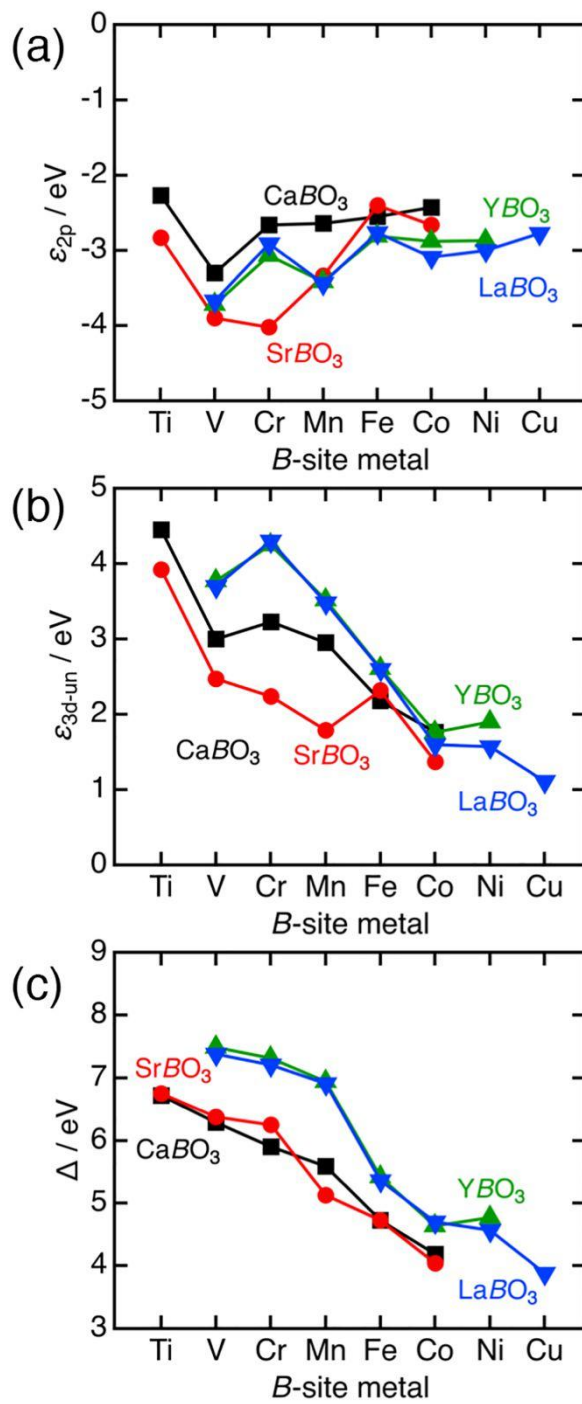 (a)
0
-1
-2
-3
-4
-5
ε2p / eV
CaBO3
YBO3
LaBO3
SrBO3
Ti V Cr Mn Fe Co Ni Cu
B-site metal
(b)
5
4
3
2
1
0
ε3d-un / eV
YBO3
CaBO3 SrBO3
LaBO3
Ti V Cr Mn Fe Co Ni Cu
B-site metal
(c)
9
8
7
6
5
4
3
Δ / eV
SrBO3
CaBO3
YBO3
LaBO3
Ti V Cr Mn Fe Co Ni Cu
B-site metal